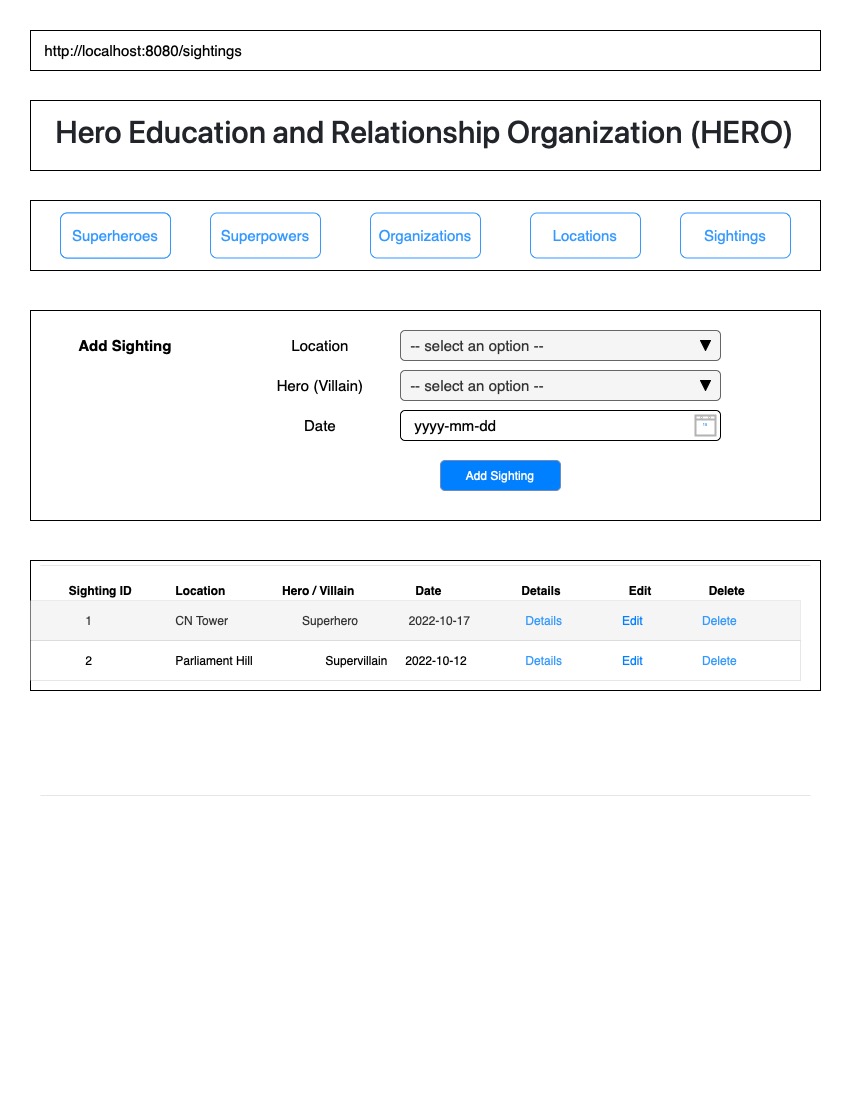 http://localhost:8080/sightings
Hero Education and Relationship Organization (HERO)
Superheroes Superpowers Organizations Locations Sightings
Add Sighting Location -- select an option --
Hero (Villain) -- select an option --
Date yyyy-mm-dd
Add Sighting
Sighting ID Location Hero / Villain Date Details Edit Delete
1 CN Tower Superhero 2022-10-17 Details Edit Delete
2 Parliament Hill Supervillain 2022-10-12 Details Edit Delete